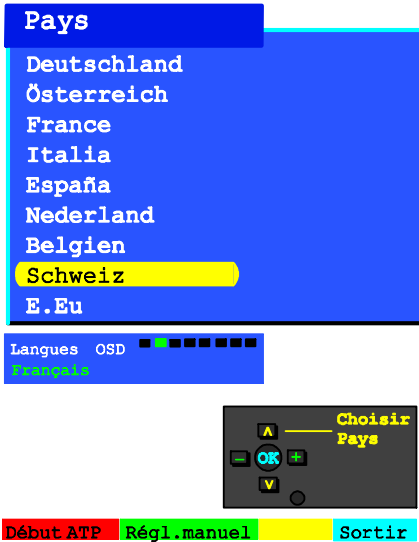 Pays
Deutschland
Österreich
France
Italia
España
Nederland
Belgien
Schweiz
E.Eu
Langues OSD
Français
Choisir
Pays
- OK +
Début ATP Régl.manuel Sortir